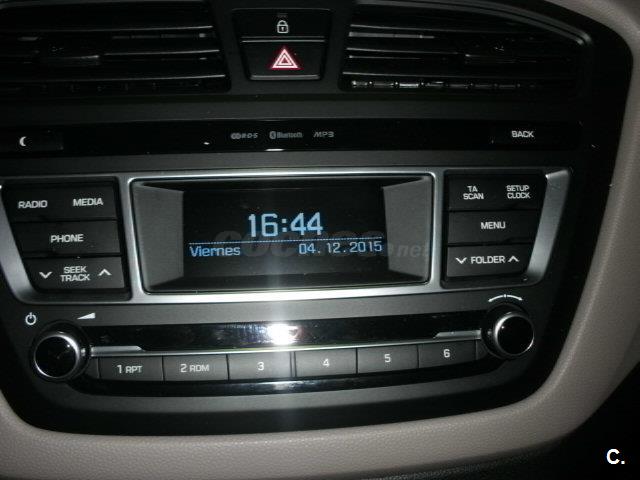 RDS Bluetooth MP3
BACK
RADIO MEDIA
TA SCAN
SETUP CLOCK
PHONE
16:44
MENU
Viernes 04.12.2015
SEEK TRACK
FOLDER
1 RPT 2 RDM 3 4 5 6
C.